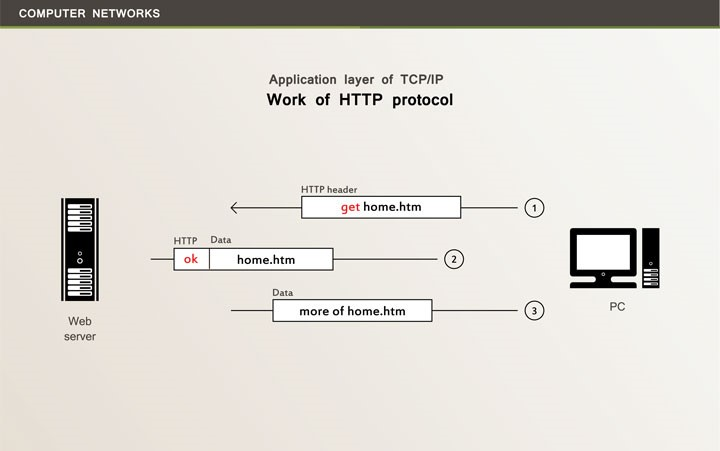 COMPUTER NETWORKS
Application layer of TCP/IP
Work of HTTP protocol
HTTP header
get home.htm
1
HTTP Data
ok home.htm
2
Data
more of home.htm
3
Web
server
PC